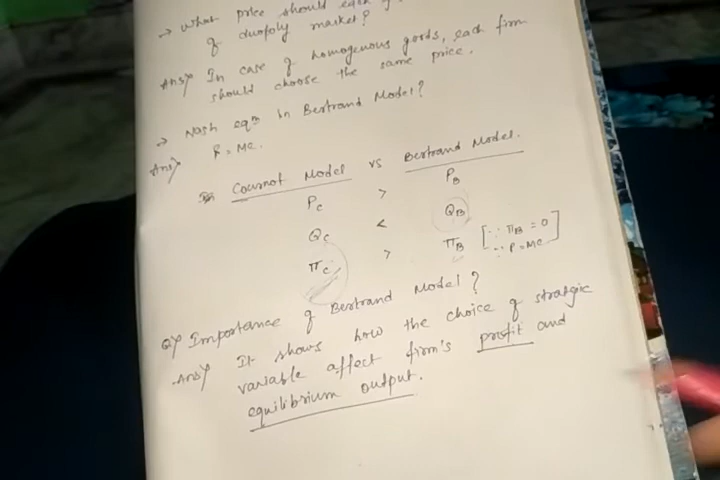 → What price should each
of duopoly market?
Ans) In case of homogenous goods, each firm
should choose the same price.
→ Nash eqm in Bertrand Model?
Ans) P = MC.
Cournot Model vs Bertrand Model.
Pc > PB
Qc < QB
πc > πB [∵ πB = 0
∵ P = MC]
Q) Importance of Bertrand Model?
Ans) It shows how the choice of stratgic
variable affect firm's profit and
equilibrium output.